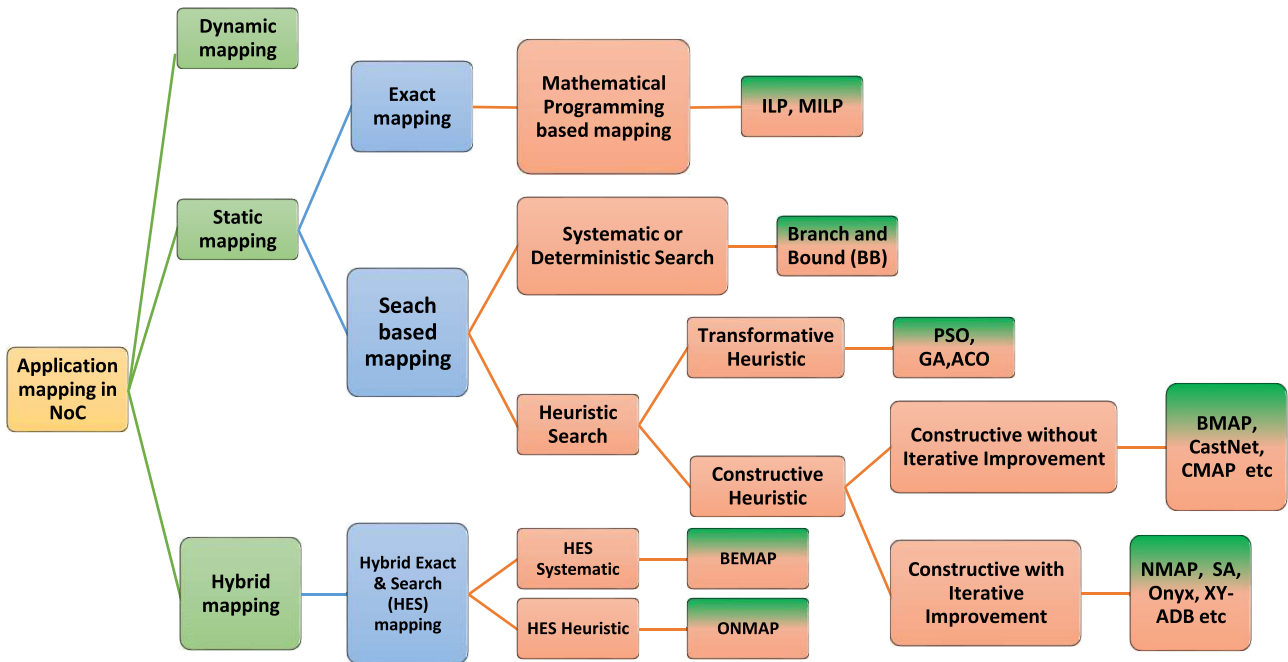 Dynamic
mapping
Exact
mapping
Mathematical
Programming
based mapping
ILP, MILP
Static
mapping
Systematic or
Deterministic Search
Branch and
Bound (BB)
Seach
based
mapping
Transformative
Heuristic
PSO,
GA,ACO
Application
mapping in
NoC
Heuristic
Search
Constructive without
Iterative Improvement
BMAP,
CastNet,
CMAP etc
Constructive
Heuristic
Hybrid
mapping
Hybrid Exact
& Search
(HES)
mapping
HES
Systematic
BEMAP
Constructive with
Iterative
Improvement
NMAP, SA,
Onyx, XY-
ADB etc
HES Heuristic
ONMAP